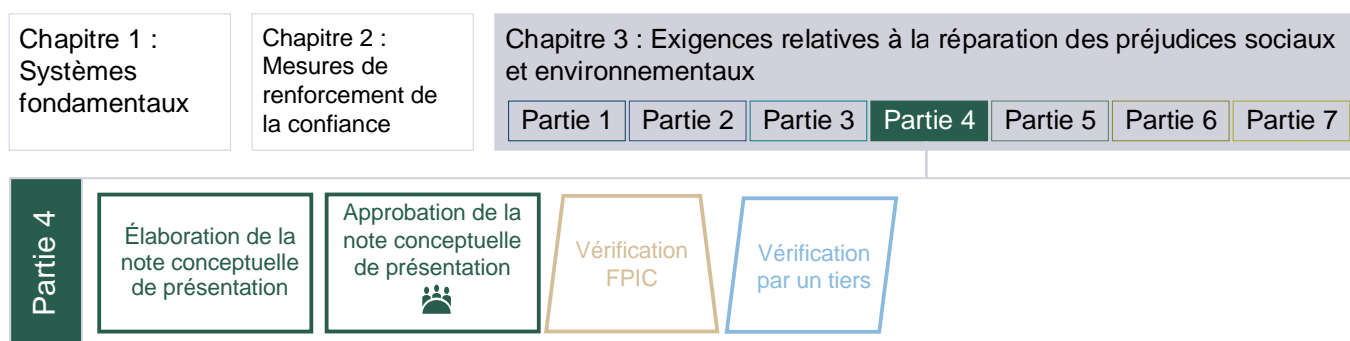 Chapitre 1 :
Systèmes
fondamentaux
Chapitre 2 :
Mesures de
renforcement de
la confiance
Chapitre 3 : Exigences relatives à la réparation des préjudices sociaux
et environnementaux
Partie 1
Partie 2
Partie 3
Partie 4
Partie 5
Partie 6
Partie 7
Partie 4
Élaboration de la
note conceptuelle
de présentation
Approbation de la
note conceptuelle
de présentation
Vérification
FPIC
Vérification
par un tiers